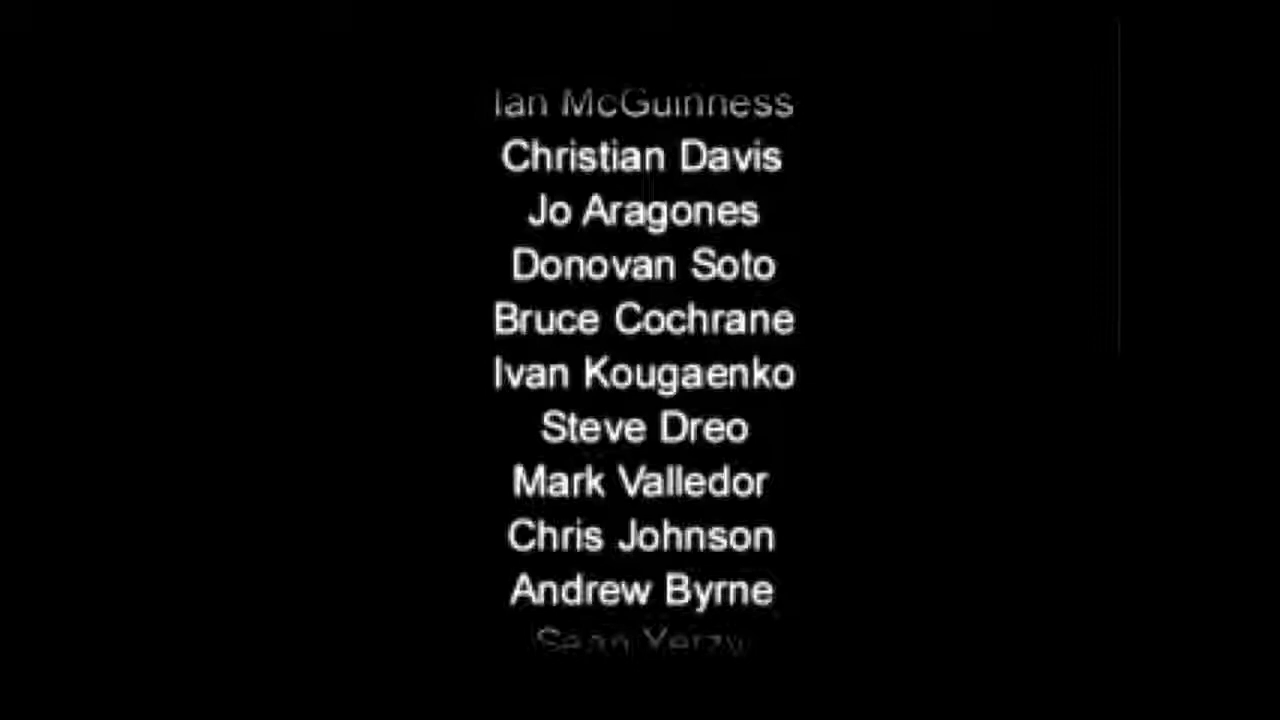 Ian McGuinness
Christian Davis
Jo Aragones
Donovan Soto
Bruce Cochrane
Ivan Kougaenko
Steve Dreo
Mark Valledor
Chris Johnson
Andrew Byrne
Sean